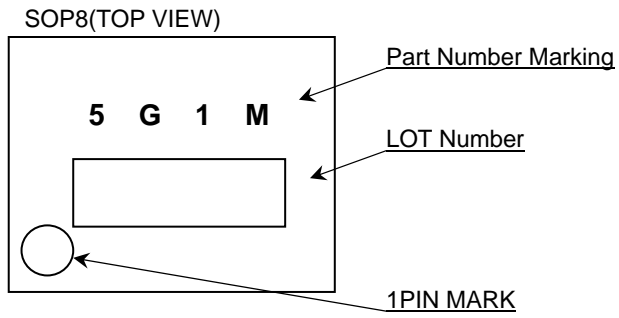 SOP8(TOP VIEW)
Part Number Marking
5 G 1 M
LOT Number
1PIN MARK